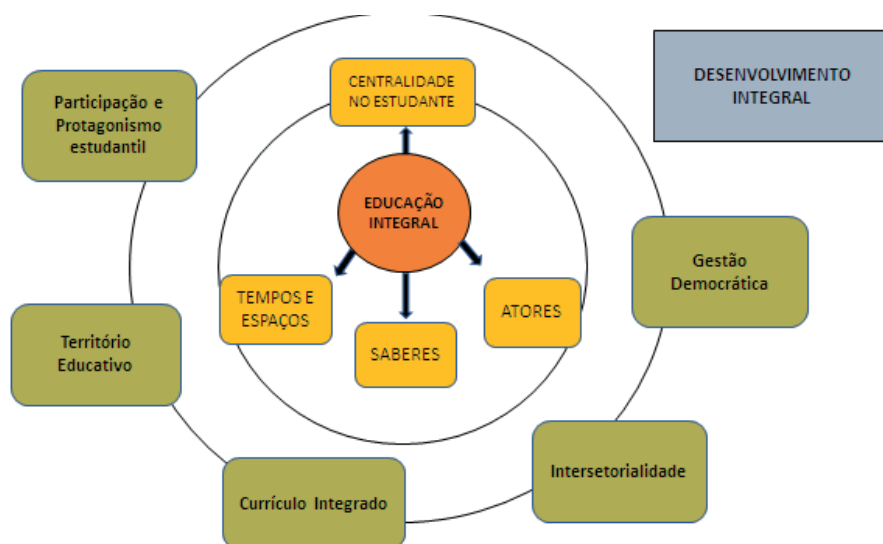 CENTRALIDADE
NO ESTUDANTE
DESENVOLVIMENTO
INTEGRAL
Participação e
Protagonismo
estudantil
EDUCAÇÃO
INTEGRAL
Gestão
Democrática
TEMPOS E
ESPAÇOS
ATORES
SABERES
Território
Educativo
Intersetorialidade
Currículo Integrado